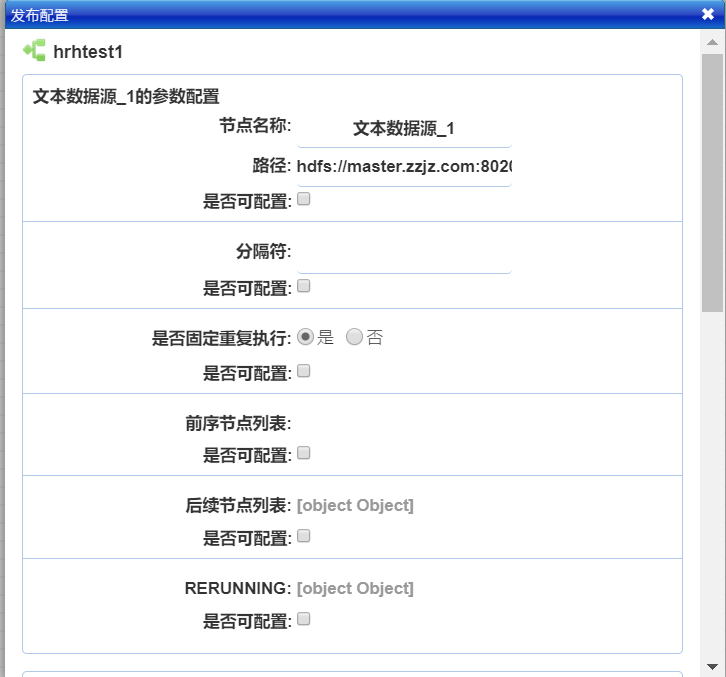 发布配置
hrhtest1
文本数据源_1的参数配置
节点名称: 文本数据源_1
路径: hdfs://master.zzjz.com:8020
是否可配置:
分隔符:
是否可配置:
是否固定重复执行: 是 否
是否可配置:
前序节点列表:
是否可配置:
后续节点列表: [object Object]
是否可配置:
RERUNNING: [object Object]
是否可配置: